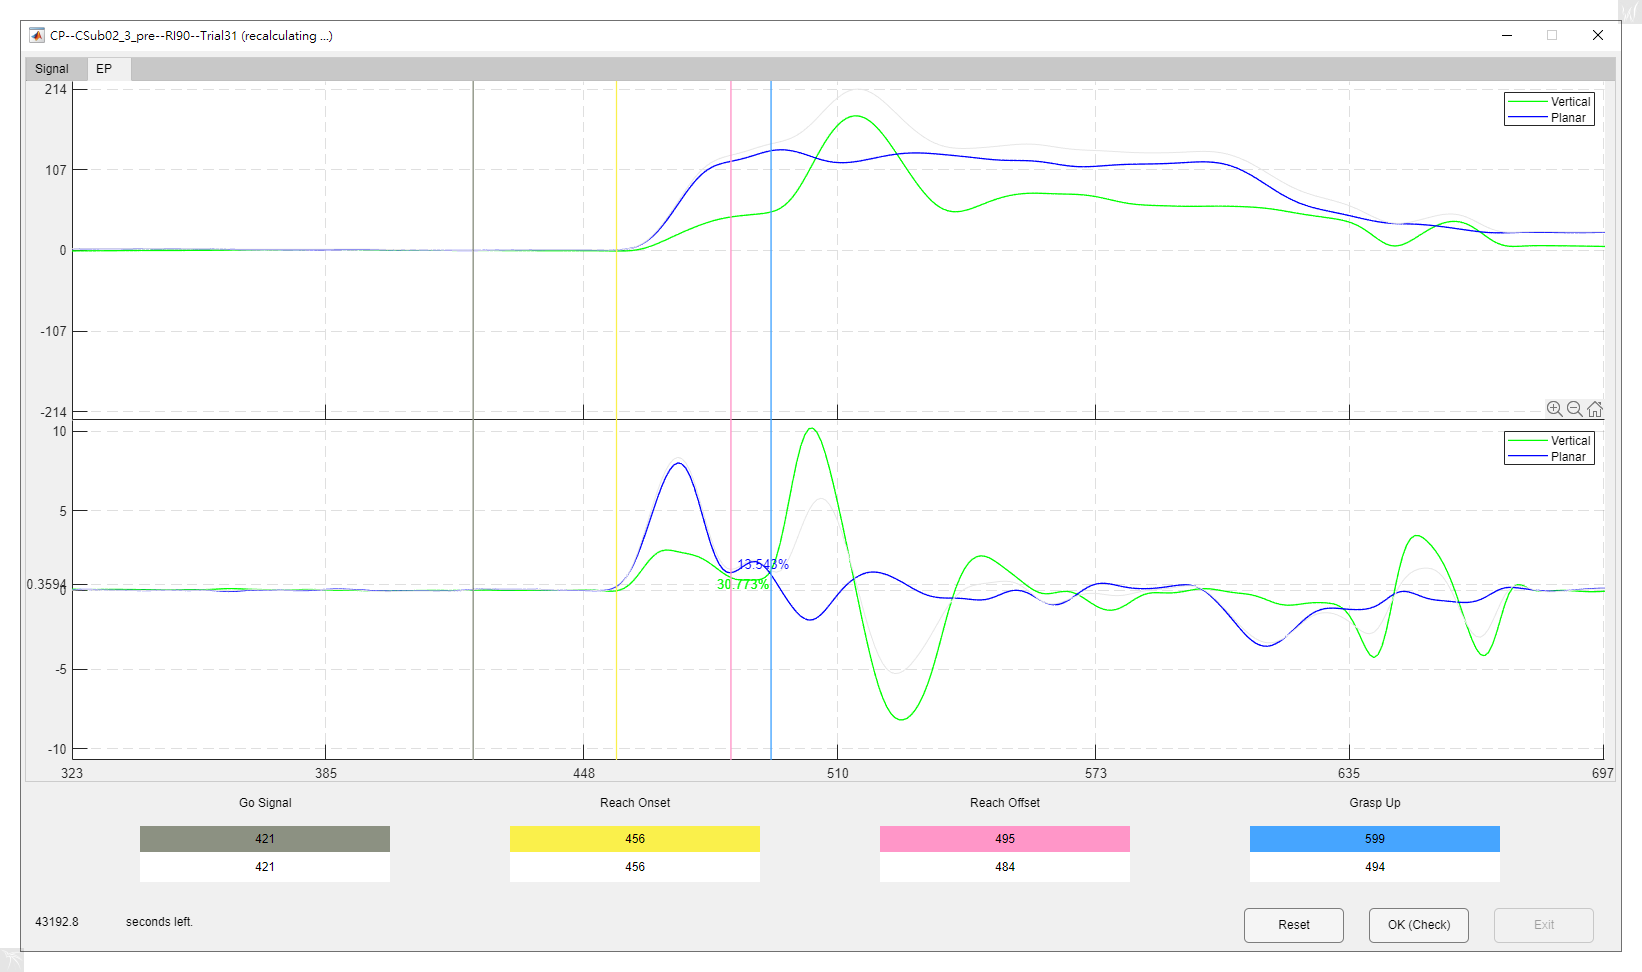 CP--CSub02_3_pre--RI90--Trial31 (recalculating ...)
Signal EP
214
107
0
-107
-214
Vertical
Planar
10
5
0.3594
0
-5
-10
Vertical
Planar
13.543%
30.773%
323 385 448 510 573 635 697
Go Signal Reach Onset Reach Offset Grasp Up
421 456 495 599
421 456 484 494
43192.8 seconds left.
Reset OK (Check) Exit